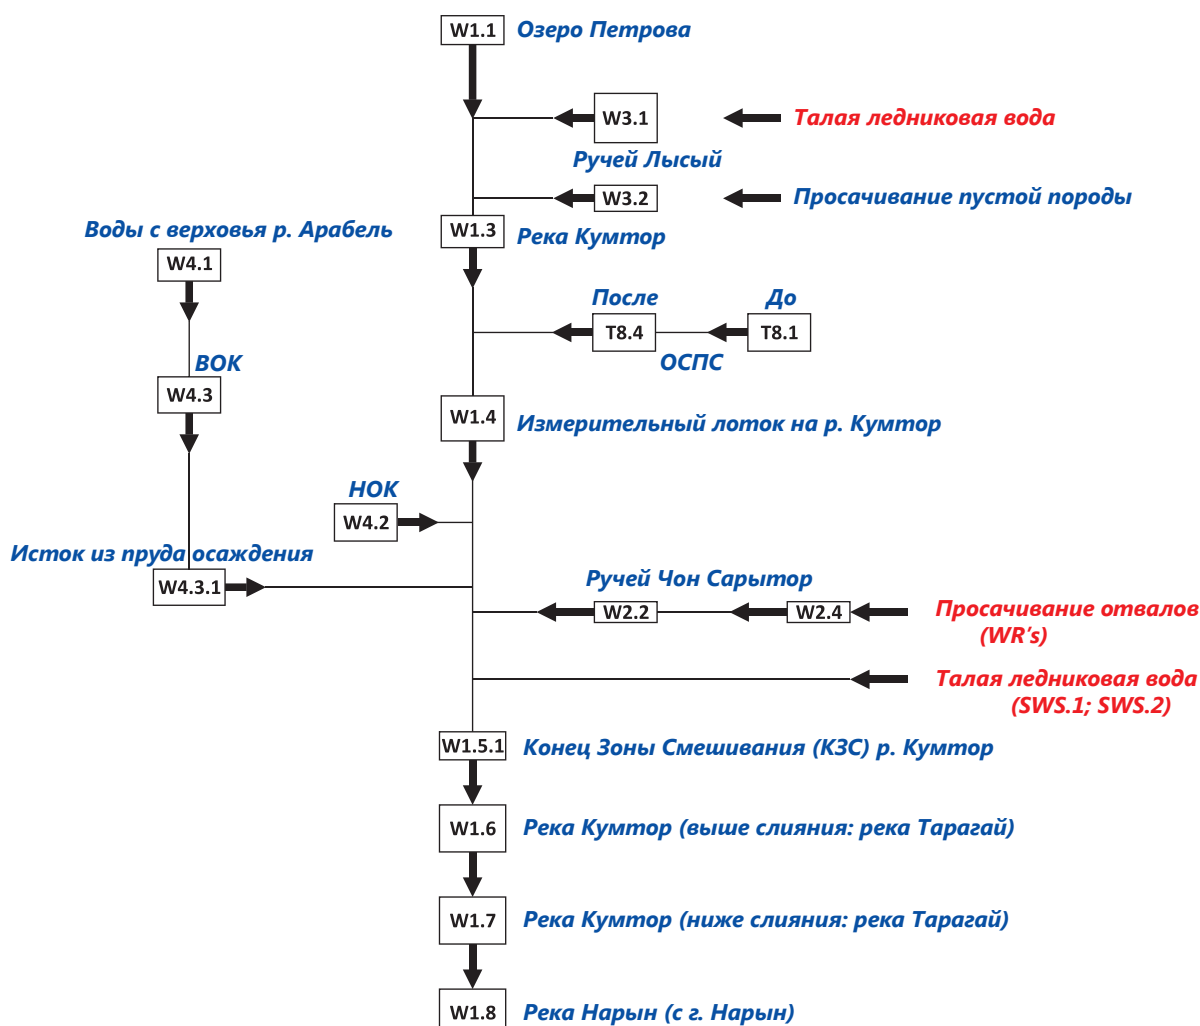 W1.1 Озеро Петрова
W3.1 Талая ледниковая вода
Ручей Лысый
W3.2 Просачивание пустой породы
W1.3 Река Кумтор
Воды с верховья р. Арабель
W4.1
После До
T8.4 T8.1
ОСПС
ВОК
W4.3
W1.4 Измерительный лоток на р. Кумтор
НОК
W4.2
Исток из пруда осаждения
W4.3.1
Ручей Чон Сарытор
W2.2 W2.4 Просачивание отвалов
(WR's)
Талая ледниковая вода
(SWS.1; SWS.2)
W1.5.1 Конец Зоны Смешивания (КЗС) р. Кумтор
W1.6 Река Кумтор (выше слияния: река Тарагай)
W1.7 Река Кумтор (ниже слияния: река Тарагай)
W1.8 Река Нарын (с г. Нарын)